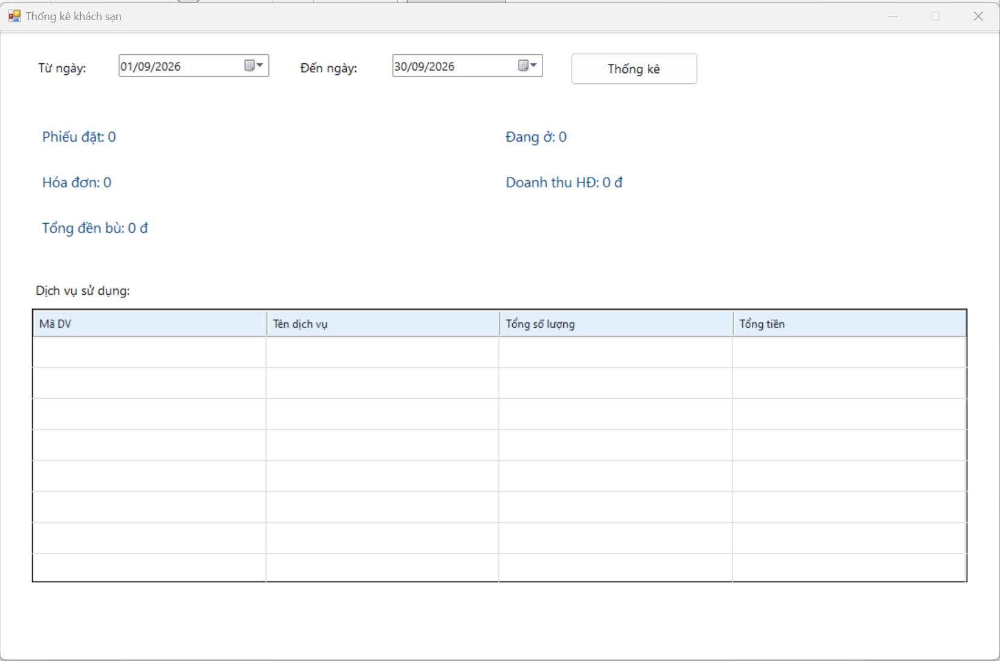 Thống kê khách sạn
Từ ngày: 01/09/2026 Đến ngày: 30/09/2026 Thống kê
Phiếu đặt: 0 Đang ở: 0
Hóa đơn: 0 Doanh thu HĐ: 0 đ
Tổng đền bù: 0 đ
Dịch vụ sử dụng:
Mã DV Tên dịch vụ Tổng số lượng Tổng tiền